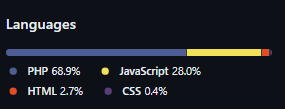 Languages
PHP 68.9% JavaScript 28.0%
HTML 2.7% CSS 0.4%